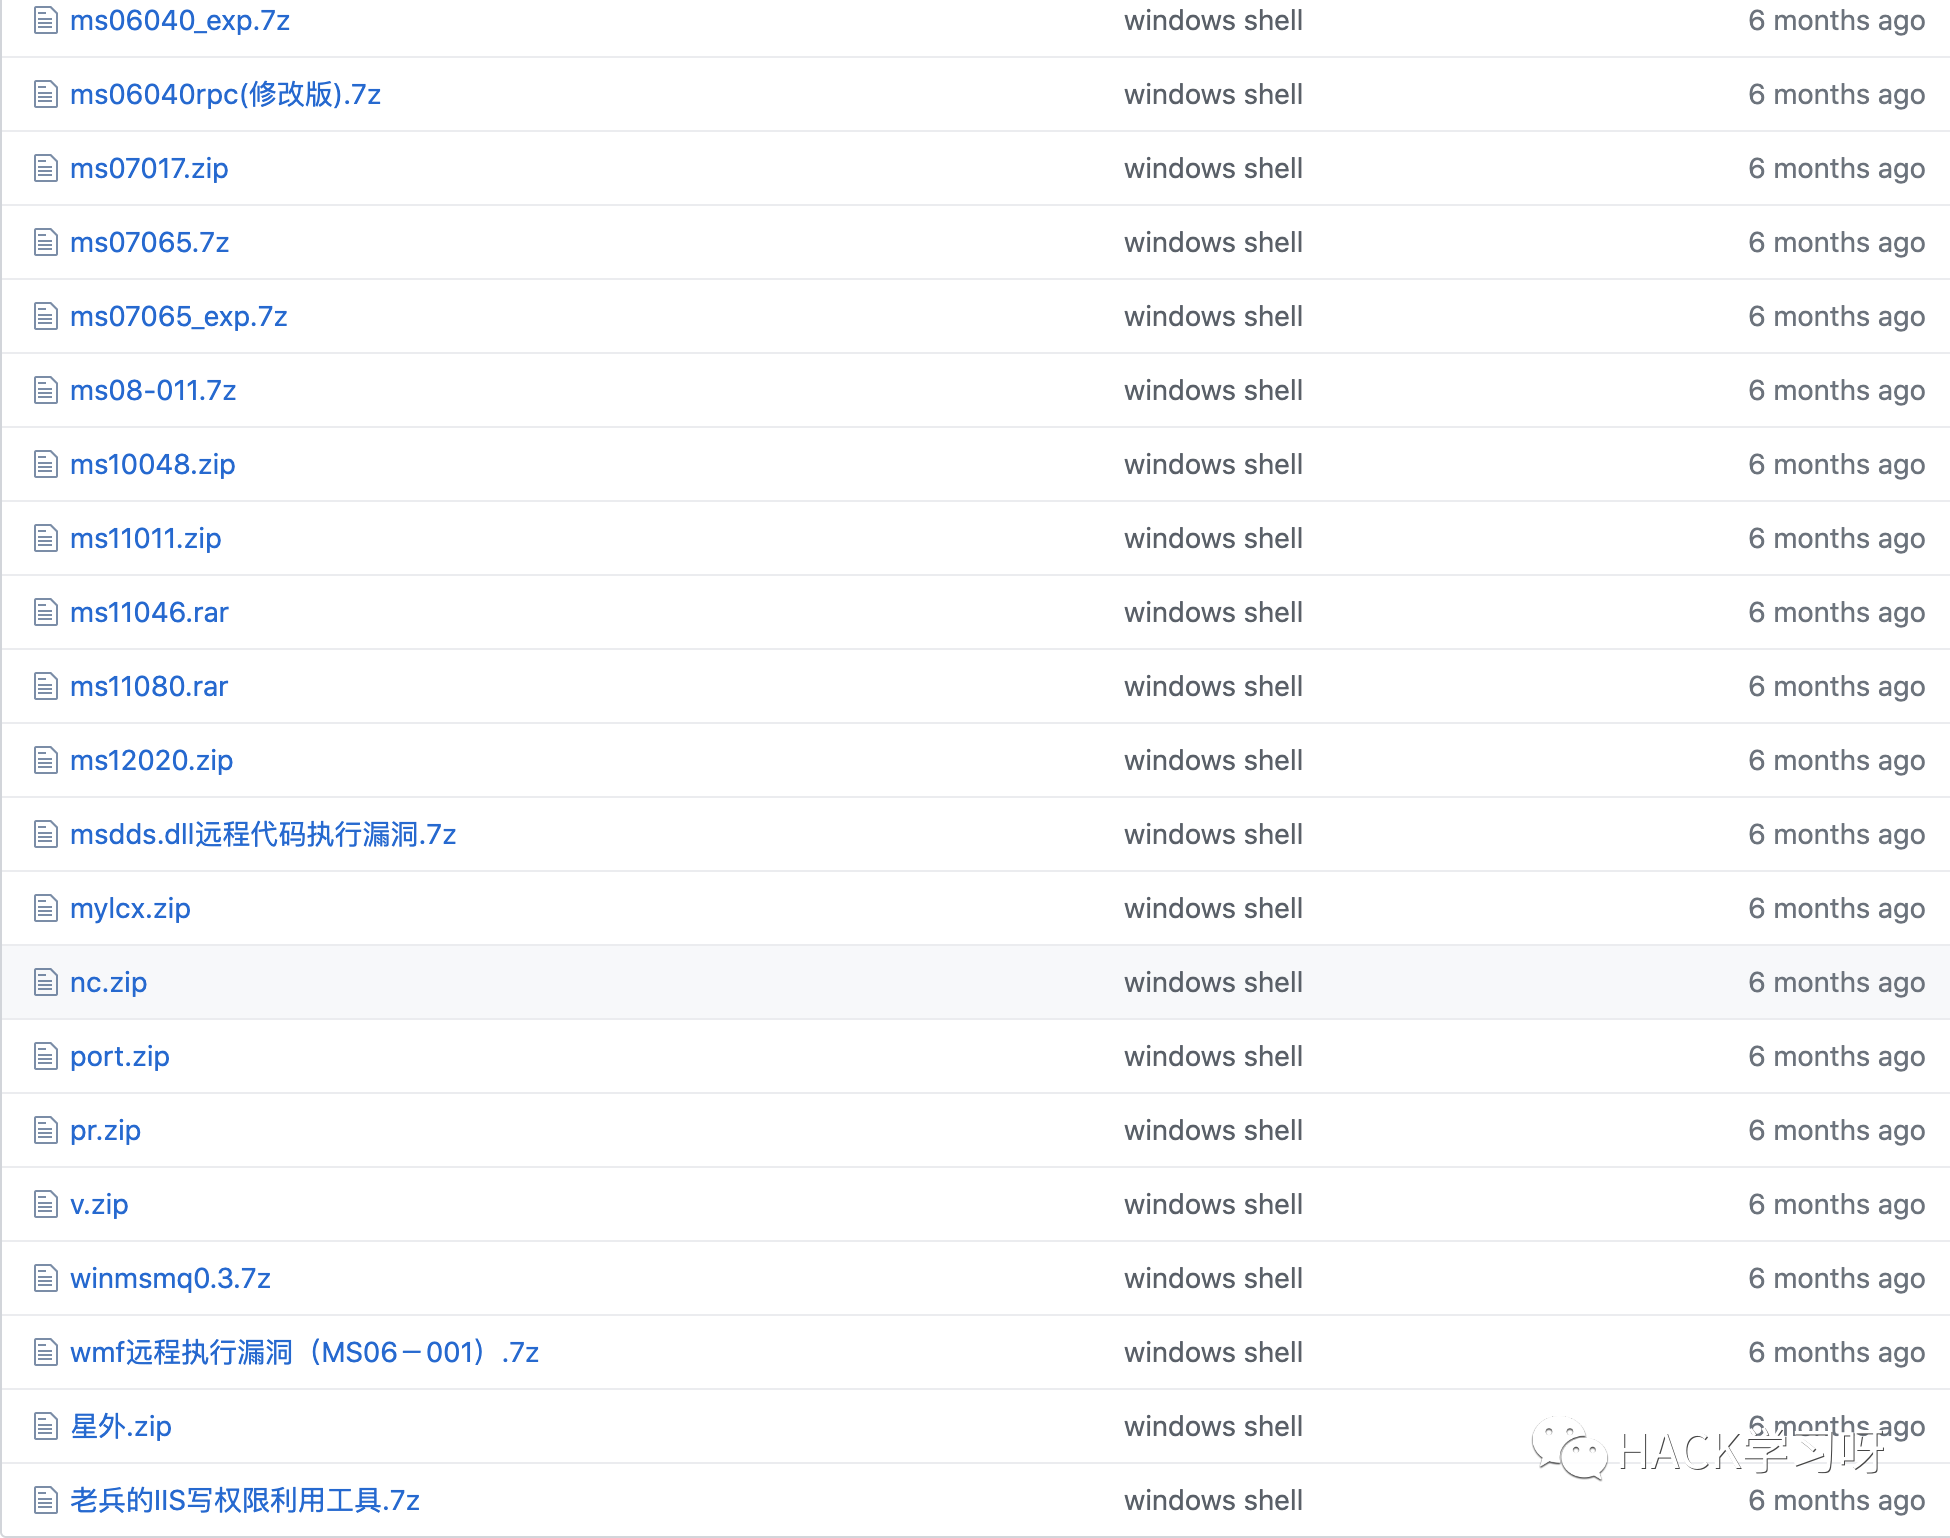 ms06040_exp.7z windows shell 6 months ago
ms06040rpc(修改版).7z windows shell 6 months ago
ms07017.zip windows shell 6 months ago
ms07065.7z windows shell 6 months ago
ms07065_exp.7z windows shell 6 months ago
ms08-011.7z windows shell 6 months ago
ms10048.zip windows shell 6 months ago
ms11011.zip windows shell 6 months ago
ms11046.rar windows shell 6 months ago
ms11080.rar windows shell 6 months ago
ms12020.zip windows shell 6 months ago
msdds.dll远程代码执行漏洞.7z windows shell 6 months ago
mylcx.zip windows shell 6 months ago
nc.zip windows shell 6 months ago
port.zip windows shell 6 months ago
pr.zip windows shell 6 months ago
v.zip windows shell 6 months ago
winmsmq0.3.7z windows shell 6 months ago
wmf远程执行漏洞（MS06－001）.7z windows shell 6 months ago
星外.zip windows shell 6 months ago
HACK学习呀
老兵的IIS写权限利用工具.7z windows shell 6 months ago